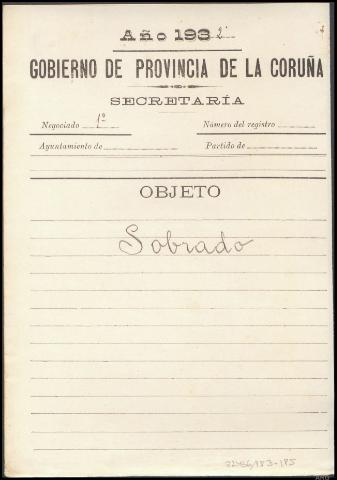 Año 1932
GOBIERNO DE PROVINCIA DE LA CORUÑA
SECRETARÍA
Negociado 1º Número del registro
Ayuntamiento de Partido de
OBJETO
Sobrado